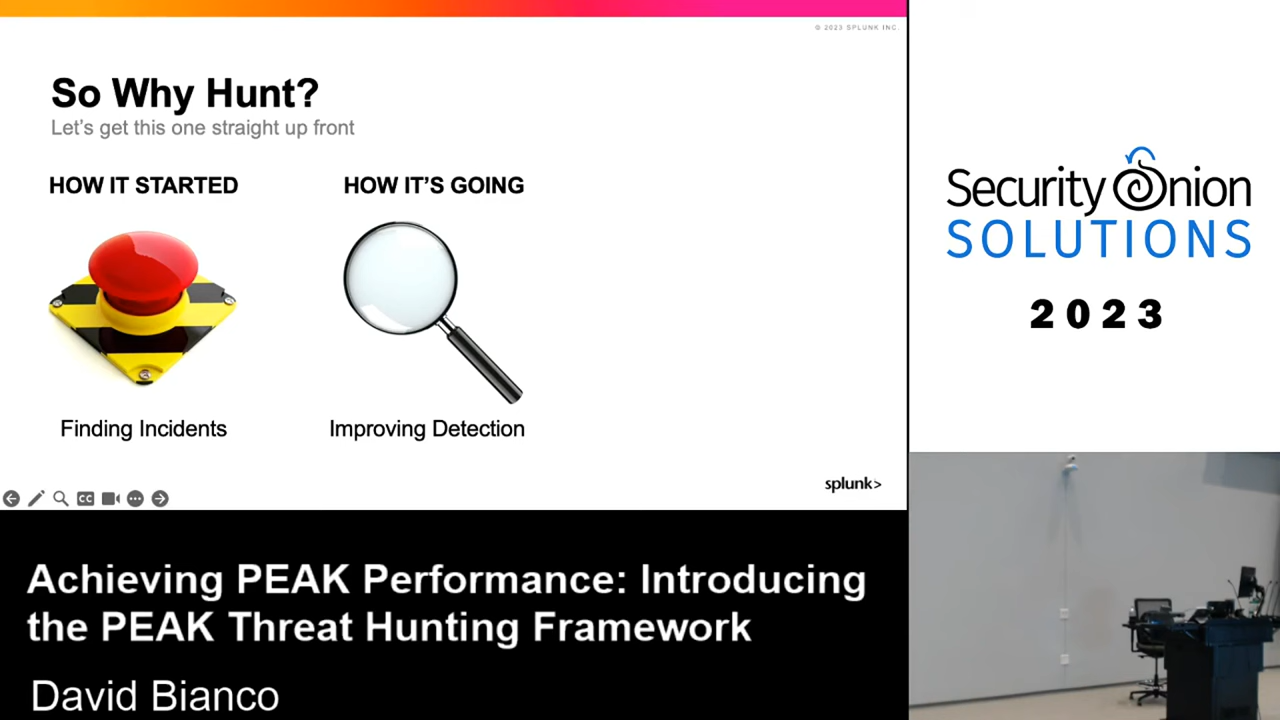 © 2023 SPLUNK INC.
So Why Hunt?
Let's get this one straight up front
HOW IT STARTED
HOW IT'S GOING
Finding Incidents
Improving Detection
CC
splunk>
Security Onion
SOLUTIONS
2023
Achieving PEAK Performance: Introducing
the PEAK Threat Hunting Framework
David Bianco